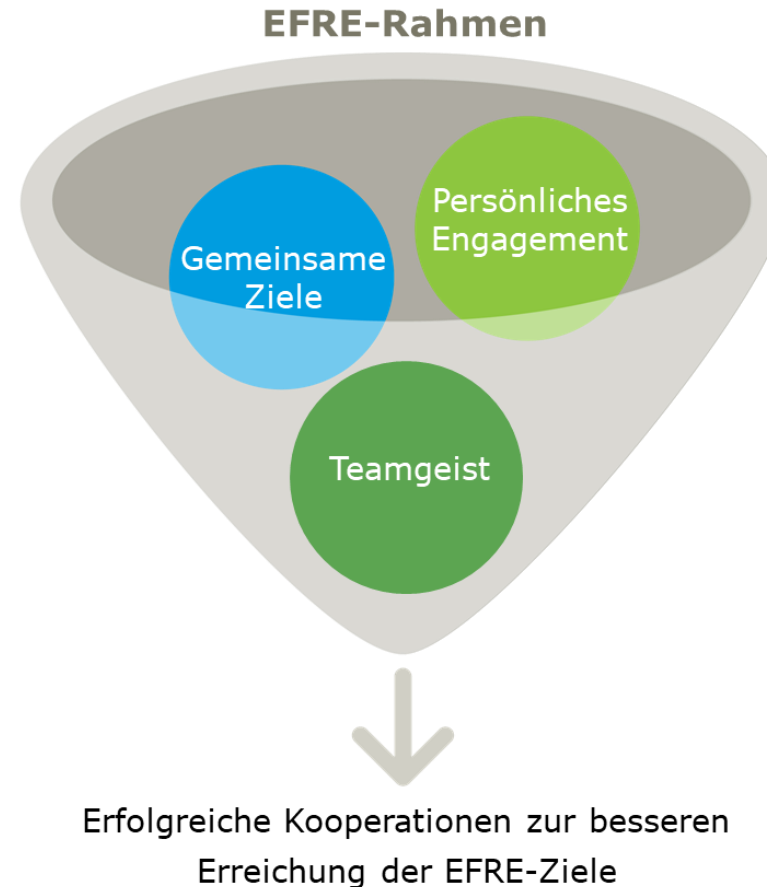 EFRE-Rahmen
Persönliches
Engagement
Gemeinsame
Ziele
Teamgeist
Erfolgreiche Kooperationen zur besseren
Erreichung der EFRE-Ziele